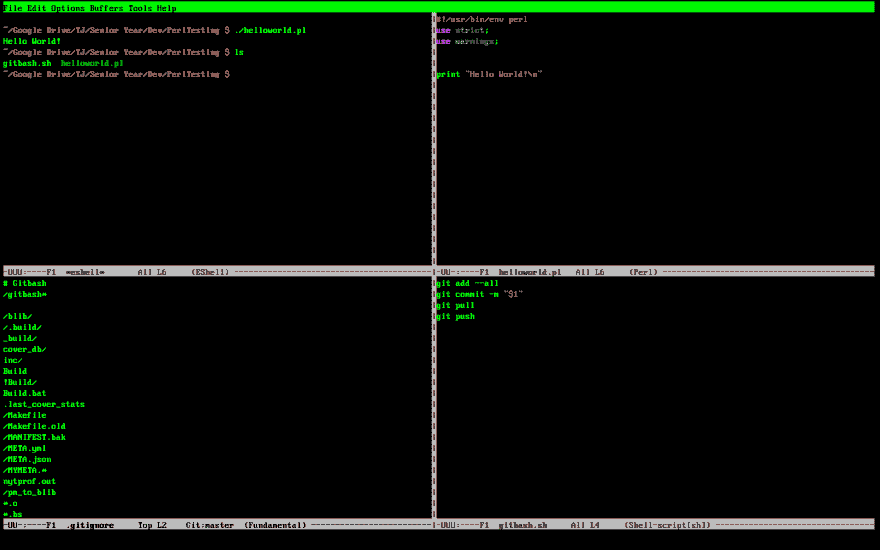 File Edit Options Buffers Tools Help
~/Google Drive/TJ/Senior Year/Dev/PerlTesting $ ./helloworld.pl
Hello World!
~/Google Drive/TJ/Senior Year/Dev/PerlTesting $ ls
gitbash.sh  helloworld.pl
~/Google Drive/TJ/Senior Year/Dev/PerlTesting $
#!/usr/bin/env perl
use strict;
use warnings;
print "Hello World!\n"
-UUU:----F1  *eshell*      All L6     (EShell)
-UU-:----F1  helloworld.pl   All L6     (Perl)
# Gitbash
/gitbash*
/blib/
/.build/
_build/
cover_db/
inc/
Build
!Build/
Build.bat
.last_cover_stats
/Makefile
/Makefile.old
/MANIFEST.bak
/META.yml
/META.json
/MYMETA.*
nytprof.out
/pm_to_blib
*.o
*.bs
git add --all
git commit -m "$1"
git pull
git push
-UU-:----F1  .gitignore     Top L2    Git:master  (Fundamental)
-UUU:----F1  gitbash.sh     All L4     (Shell-script[sh])